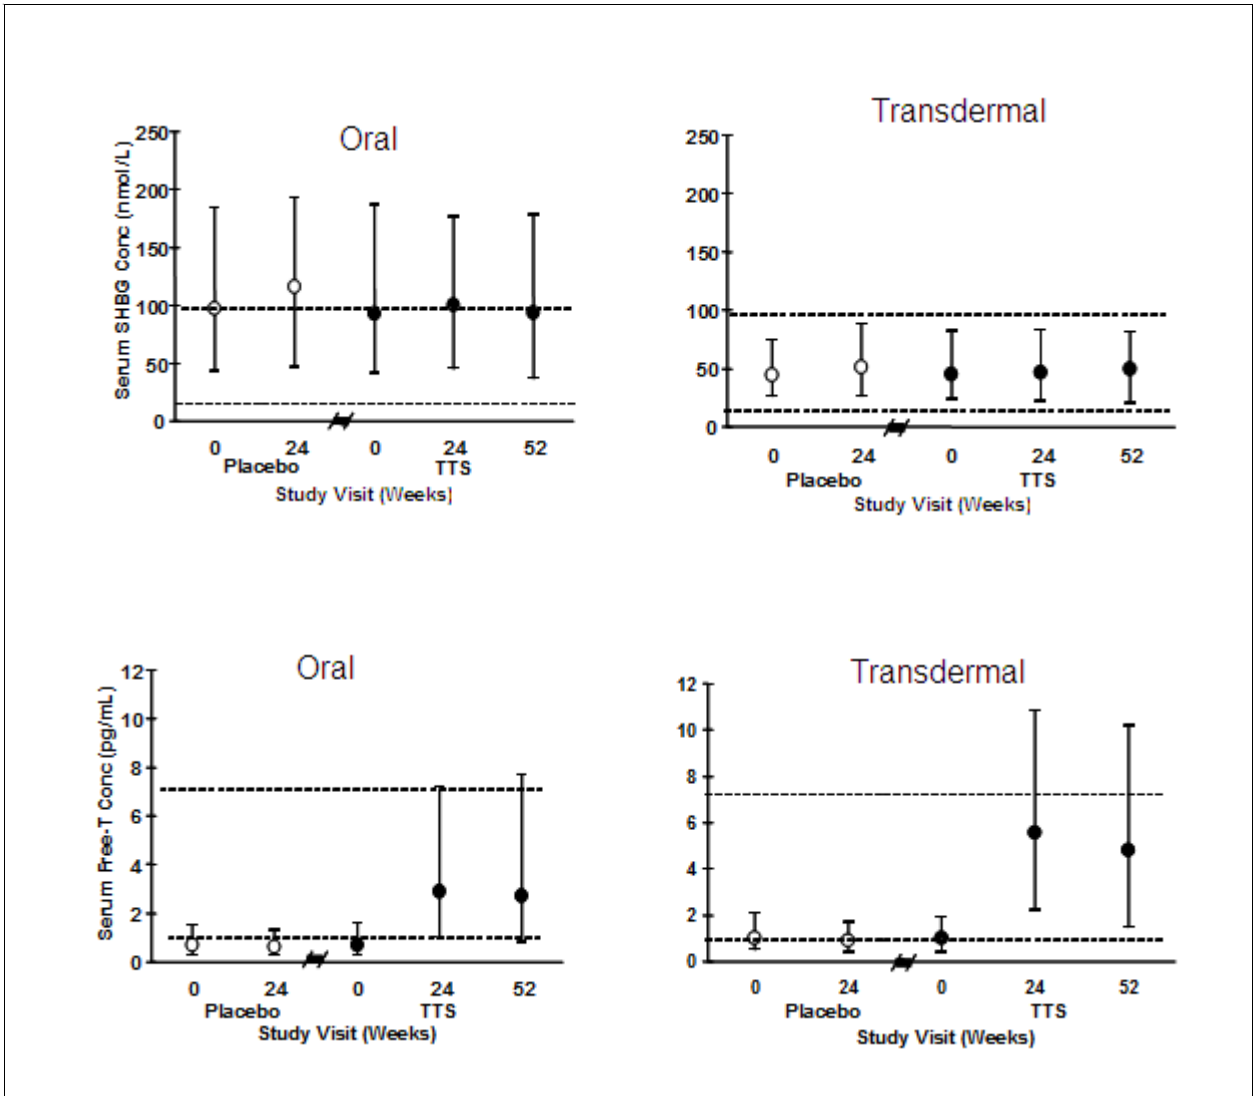 Oral
Serum SHBG Conc (nmol/L)
250
200
150
100
50
0
0 24 0 24 52
Placebo TTS
Study Visit (Weeks)
Transdermal
250
200
150
100
50
0
0 24 0 24 52
Placebo TTS
Study Visit (Weeks)
Oral
Serum Free-T Conc (pg/mL)
12
10
8
6
4
2
0
0 24 0 24 52
Placebo TTS
Study Visit (Weeks)
Transdermal
12
10
8
6
4
2
0
0 24 0 24 52
Placebo TTS
Study Visit (Weeks)